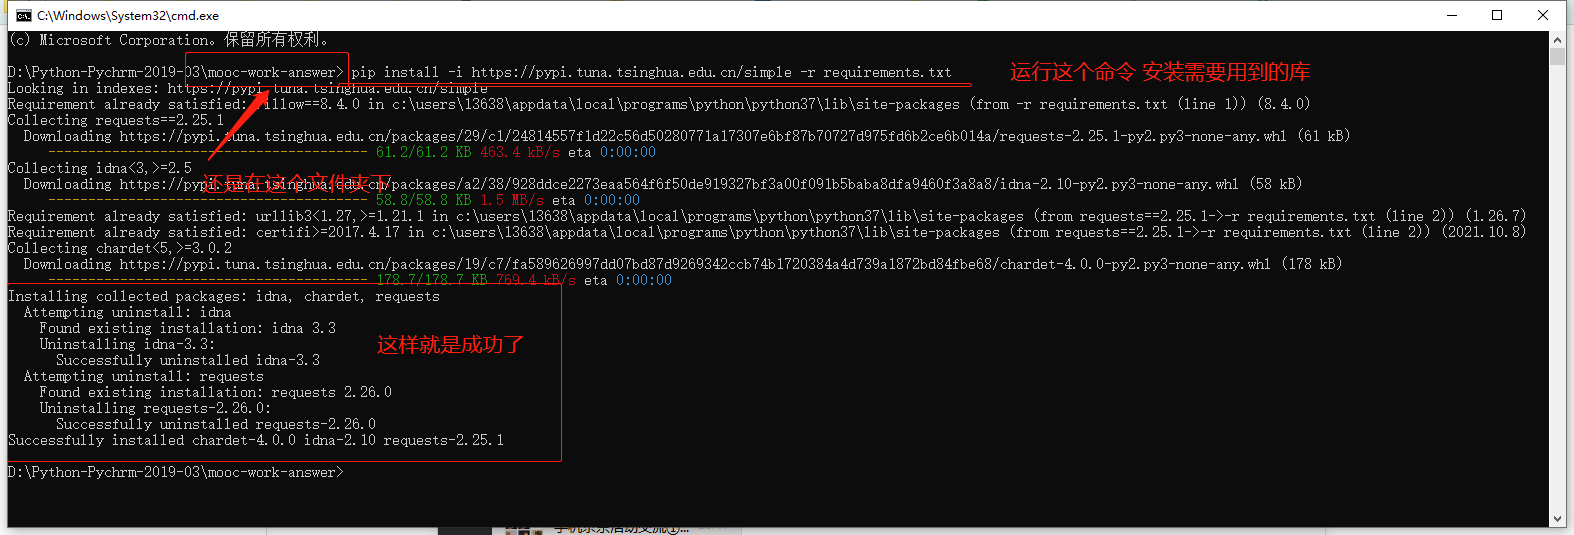 C:\Windows\System32\cmd.exe
(c) Microsoft Corporation。保留所有权利。
D:\Python-Pychrm-2019-03\mooc-work-answer> pip install -i https://pypi.tuna.tsinghua.edu.cn/simple -r requirements.txt
运行这个命令 安装需要用到的库
Looking in indexes: https://pypi.tuna.tsinghua.edu.cn/simple
Requirement already satisfied: pillow==8.4.0 in c:\users\13638\appdata\local\programs\python\python37\lib\site-packages (from -r requirements.txt (line 1)) (8.4.0)
Collecting requests==2.25.1
Downloading https://pypi.tuna.tsinghua.edu.cn/packages/29/c1/24814557f1d22c56d50280771a17307e6bf87b70727d975fd6b2ce6b014a/requests-2.25.1-py2.py3-none-any.whl (61 kB)
---------------------------------------- 61.2/61.2 KB 463.4 kB/s eta 0:00:00
Collecting idna<3,>=2.5
还是在这个文件夹下
Downloading https://pypi.tuna.tsinghua.edu.cn/packages/a2/38/928ddce2273eaa564f6f50de919327bf3a00f091b5baba8dfa9460f3a8a8/idna-2.10-py2.py3-none-any.whl (58 kB)
---------------------------------------- 58.8/58.8 KB 1.5 MB/s eta 0:00:00
Requirement already satisfied: urllib3<1.27,>=1.21.1 in c:\users\13638\appdata\local\programs\python\python37\lib\site-packages (from requests==2.25.1->-r requirements.txt (line 2)) (1.26.7)
Requirement already satisfied: certifi>=2017.4.17 in c:\users\13638\appdata\local\programs\python\python37\lib\site-packages (from requests==2.25.1->-r requirements.txt (line 2)) (2021.10.8)
Collecting chardet<5,>=3.0.2
Downloading https://pypi.tuna.tsinghua.edu.cn/packages/19/c7/fa589626997dd07bd87d9269342ccb74b1720384a4d739a1872bd84fbe68/chardet-4.0.0-py2.py3-none-any.whl (178 kB)
---------------------------------------- 178.7/178.7 KB 769.4 kB/s eta 0:00:00
Installing collected packages: idna, chardet, requests
Attempting uninstall: idna
Found existing installation: idna 3.3
Uninstalling idna-3.3:
这样就是成功了
Successfully uninstalled idna-3.3
Attempting uninstall: requests
Found existing installation: requests 2.26.0
Uninstalling requests-2.26.0:
Successfully uninstalled requests-2.26.0
Successfully installed chardet-4.0.0 idna-2.10 requests-2.25.1
D:\Python-Pychrm-2019-03\mooc-work-answer>